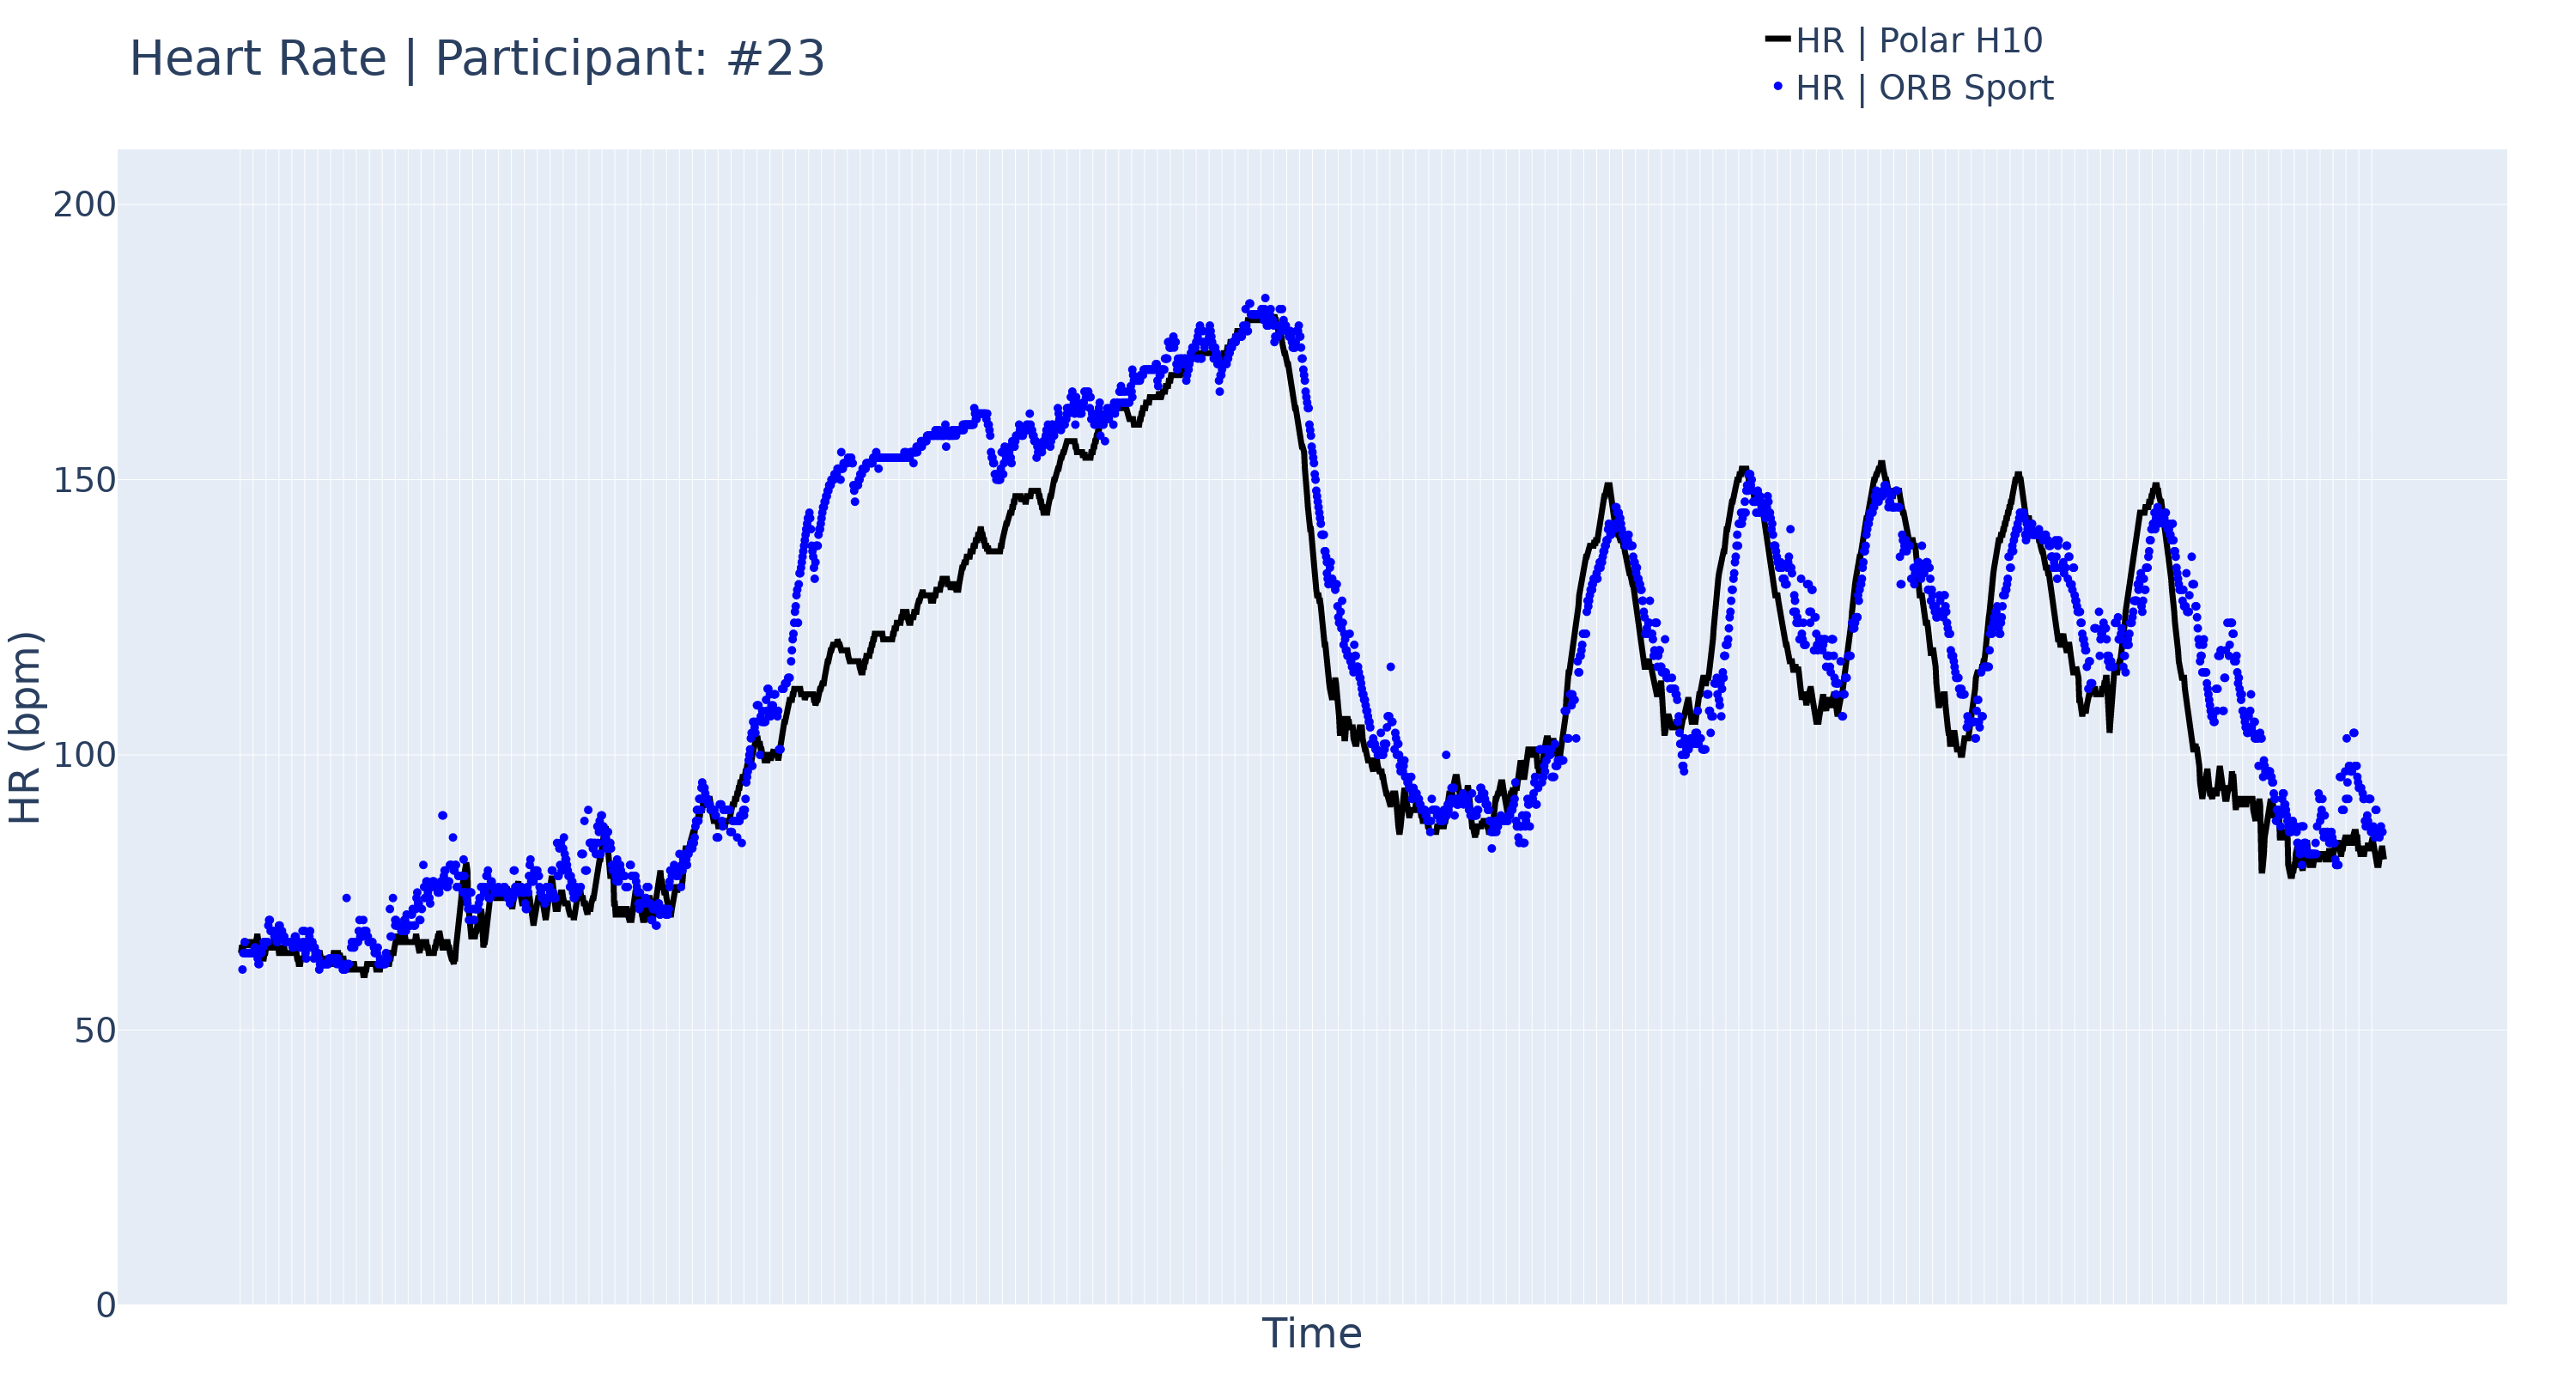 Heart Rate | Participant: #23
HR | Polar H10
HR | ORB Sport
200
150
100
50
0
HR (bpm)
Time